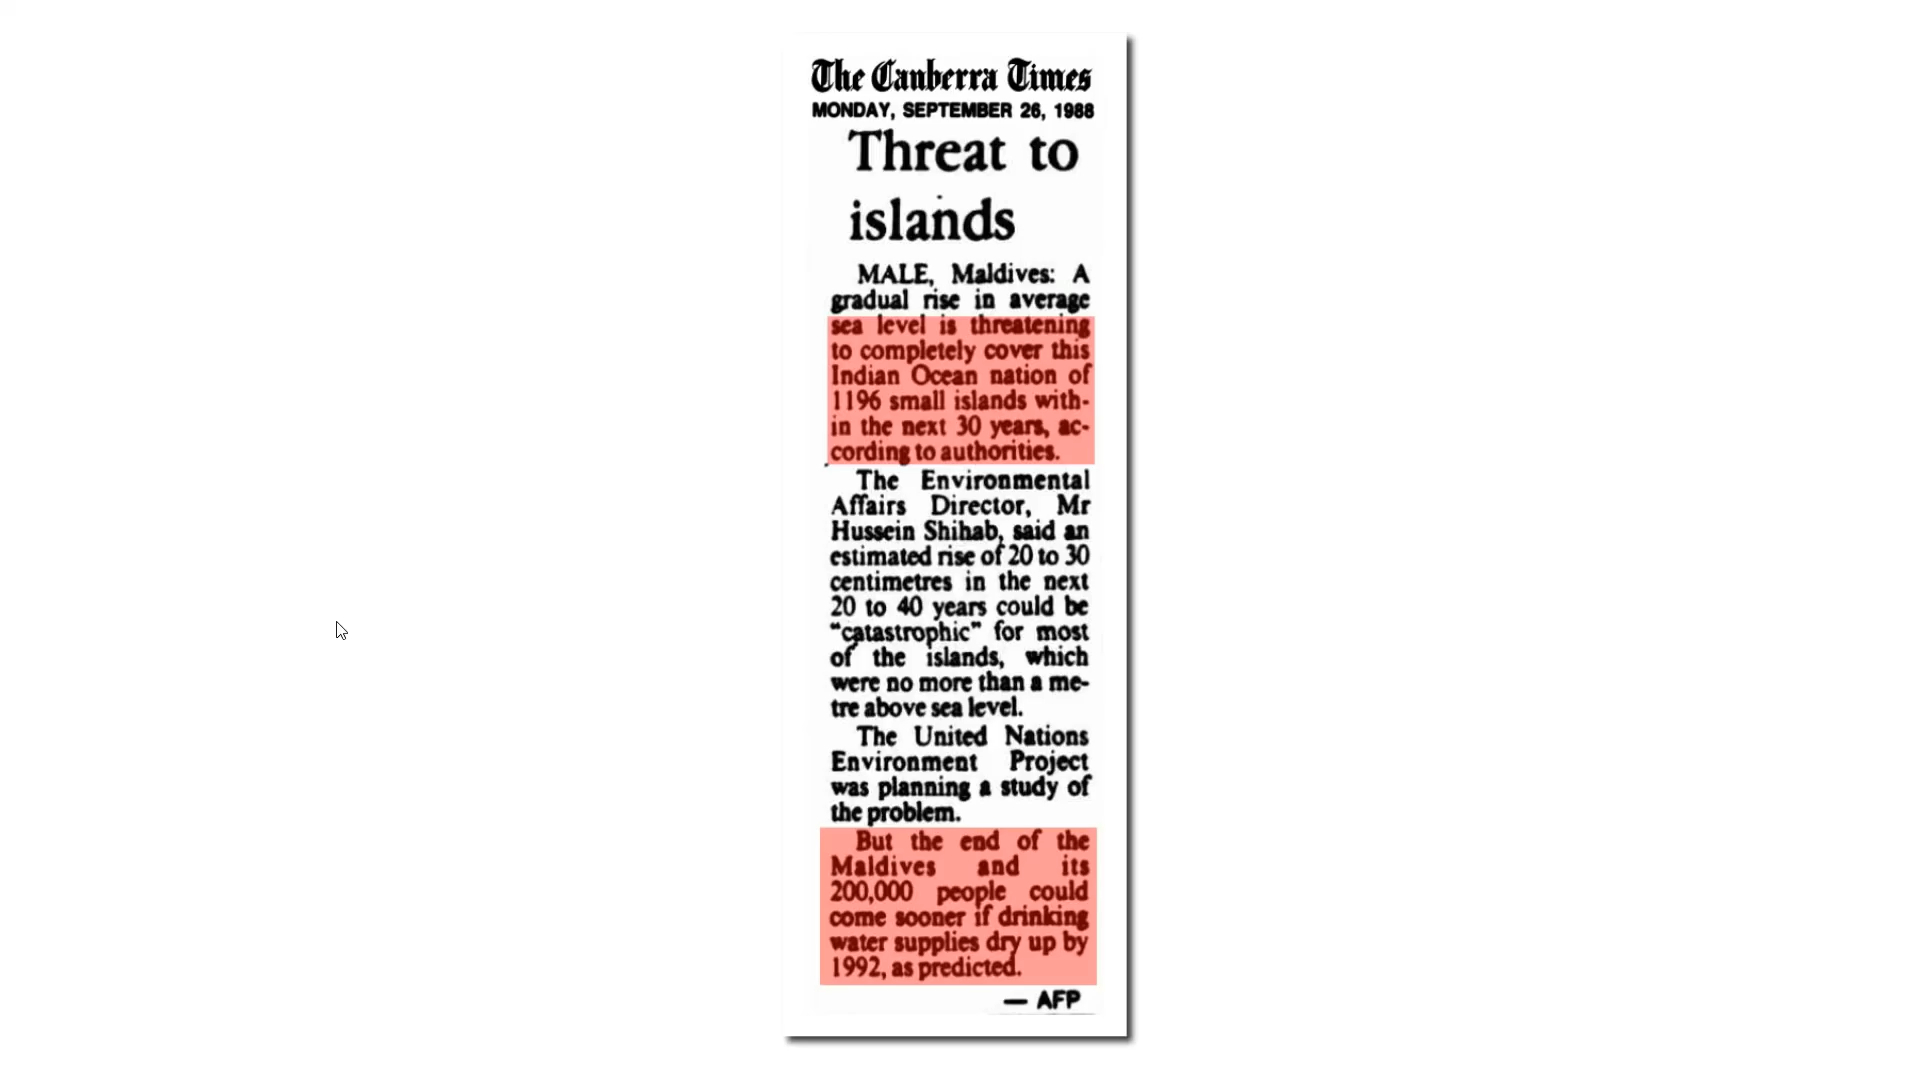 The Canberra Times
MONDAY, SEPTEMBER 26, 1988
Threat to
islands
MALE, Maldives: A
gradual rise in average
sea level is threatening
to completely cover this
Indian Ocean nation of
1196 small islands with-
in the next 30 years, ac-
cording to authorities.
The Environmental
Affairs Director, Mr
Hussein Shihab, said an
estimated rise of 20 to 30
centimetres in the next
20 to 40 years could be
"catastrophic" for most
of the islands, which
were no more than a me-
tre above sea level.
The United Nations
Environment Project
was planning a study of
the problem.
But the end of the
Maldives and its
200,000 people could
come sooner if drinking
water supplies dry up by
1992, as predicted.
— AFP